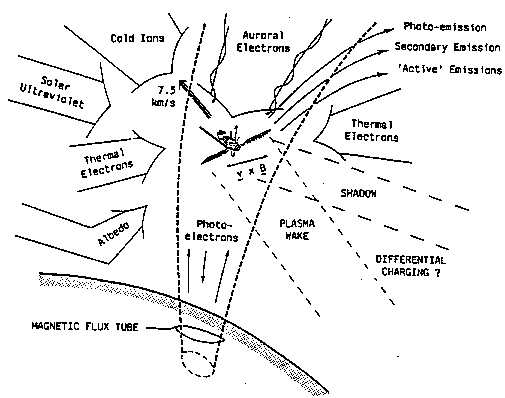 Photo-emission
Cold Ions
Auroral
Electrons
Secondary Emission
'Active' Emissions
Solar
Ultraviolet
7.5
km/s
Thermal
Electrons
Thermal
Electrons
V x B
SHADOW
Albedo
Photo-
electrons
PLASMA
WAKE
DIFFERENTIAL
CHARGING ?
MAGNETIC FLUX TUBE